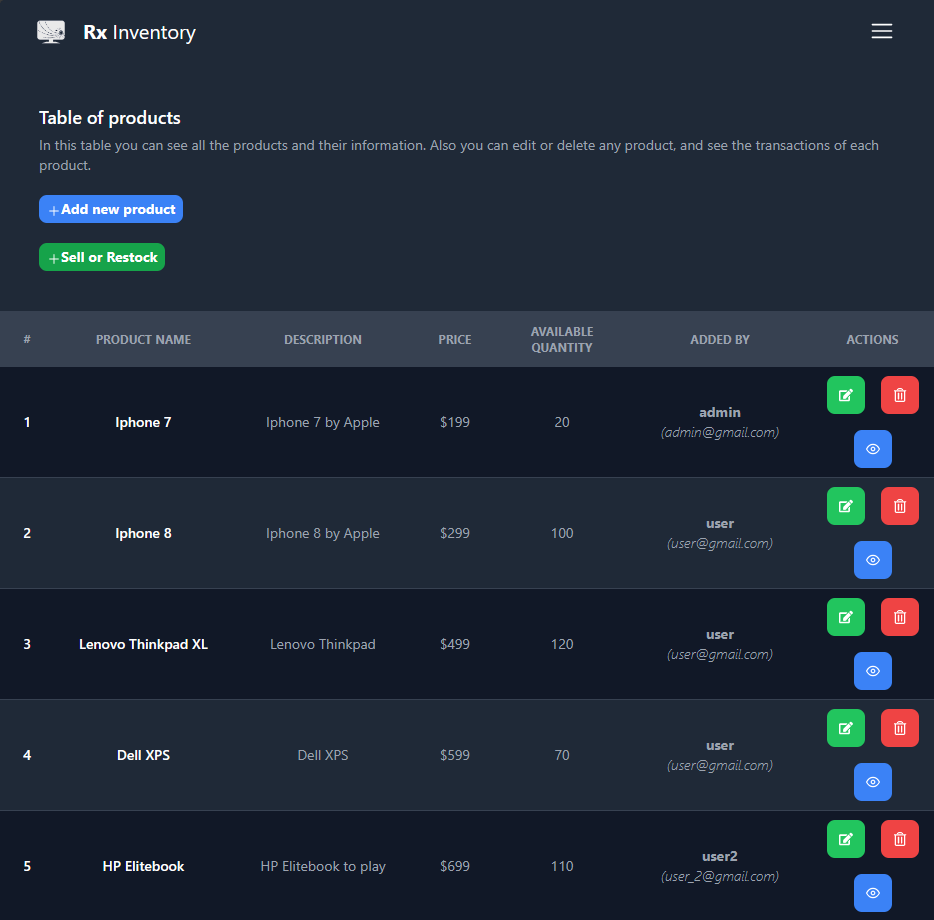 Rx Inventory
Table of products
In this table you can see all the products and their information. Also you can edit or delete any product, and see the transactions of each
product.
+Add new product
+Sell or Restock
# PRODUCT NAME DESCRIPTION PRICE AVAILABLE QUANTITY ADDED BY ACTIONS
1 Iphone 7 Iphone 7 by Apple $199 20 admin (admin@gmail.com)
2 Iphone 8 Iphone 8 by Apple $299 100 user (user@gmail.com)
3 Lenovo Thinkpad XL Lenovo Thinkpad $499 120 user (user@gmail.com)
4 Dell XPS Dell XPS $599 70 user (user@gmail.com)
5 HP Elitebook HP Elitebook to play $699 110 user2 (user_2@gmail.com)